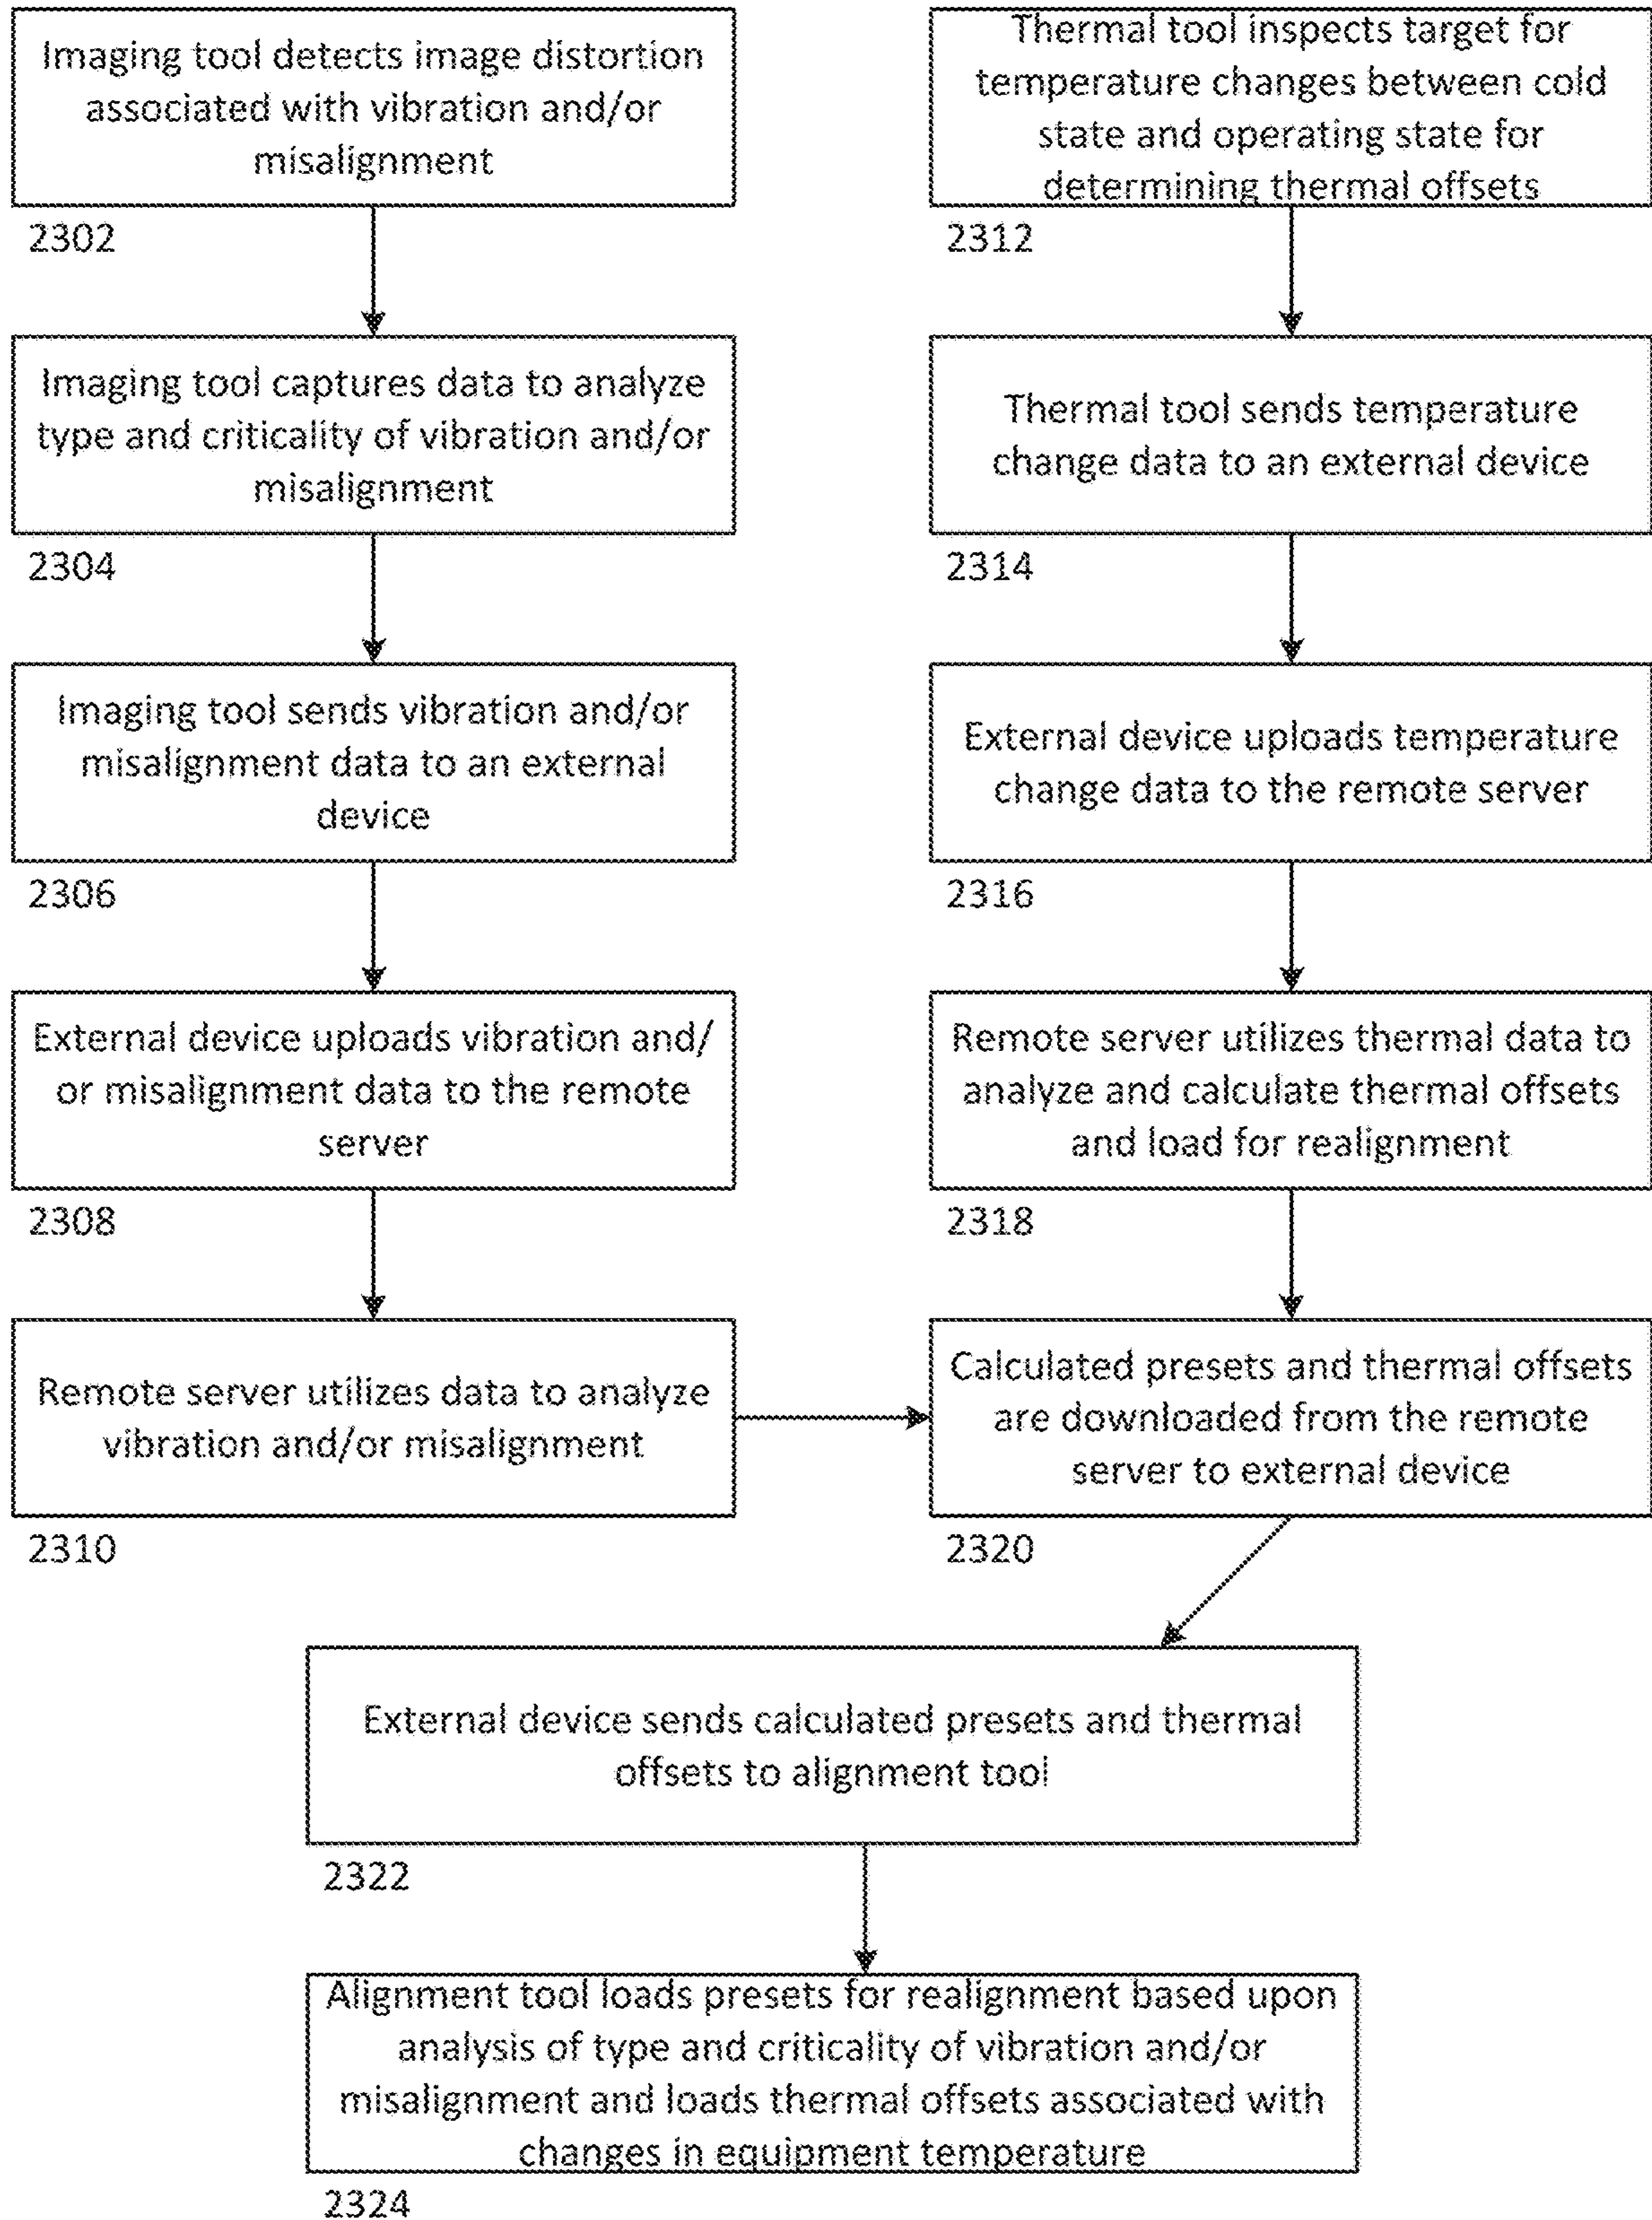 Imaging tool detects image distortion
associated with vibration and/or
misalignment
2302
Imaging tool captures data to analyze
type and criticality of vibration and/or
misalignment
2304
Imaging tool sends vibration and/or
misalignment data to an external
device
2306
External device uploads vibration and/
or misalignment data to the remote
server
2308
Remote server utilizes data to analyze
vibration and/or misalignment
2310
Thermal tool inspects target for
temperature changes between cold
state and operating state for
determining thermal offsets
2312
Thermal tool sends temperature
change data to an external device
2314
External device uploads temperature
change data to the remote server
2316
Remote server utilizes thermal data to
analyze and calculate thermal offsets
and load for realignment
2318
Calculated presets and thermal offsets
are downloaded from the remote
server to external device
2320
External device sends calculated presets and thermal
offsets to alignment tool
2322
Alignment tool loads presets for realignment based upon
analysis of type and criticality of vibration and/or
misalignment and loads thermal offsets associated with
changes in equipment temperature
2324